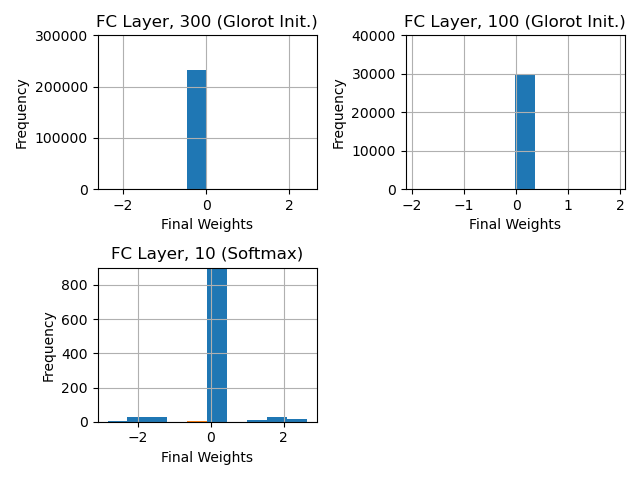 FC Layer, 300 (Glorot Init.)
300000
200000
100000
0
Frequency
−2 0 2
Final Weights
FC Layer, 100 (Glorot Init.)
40000
30000
20000
10000
0
Frequency
−2 −1 0 1 2
Final Weights
FC Layer, 10 (Softmax)
800
600
400
200
0
Frequency
−2 0 2
Final Weights